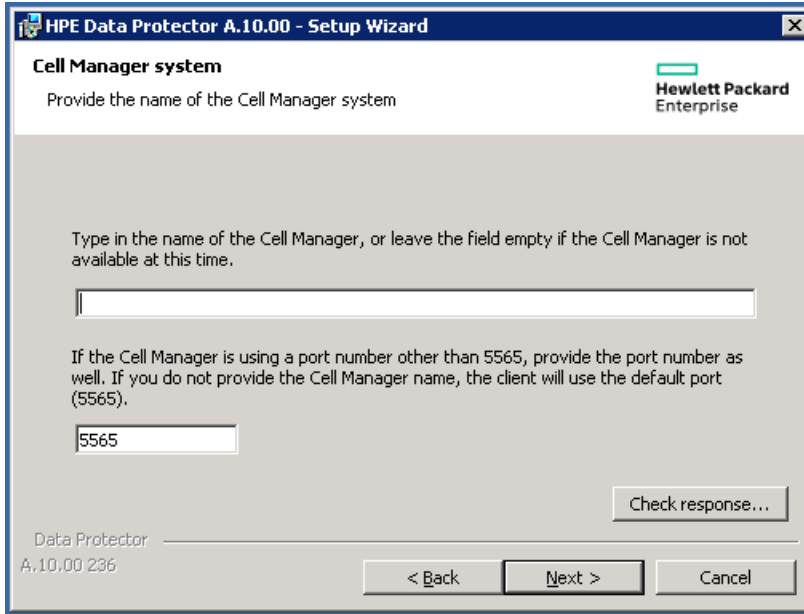 HPE Data Protector A.10.00 - Setup Wizard
Cell Manager system
Provide the name of the Cell Manager system
Hewlett Packard
Enterprise
Type in the name of the Cell Manager, or leave the field empty if the Cell Manager is not
available at this time.
If the Cell Manager is using a port number other than 5565, provide the port number as
well. If you do not provide the Cell Manager name, the client will use the default port
(5565).
5565
Check response...
Data Protector
A.10.00 236
< Back
Next >
Cancel